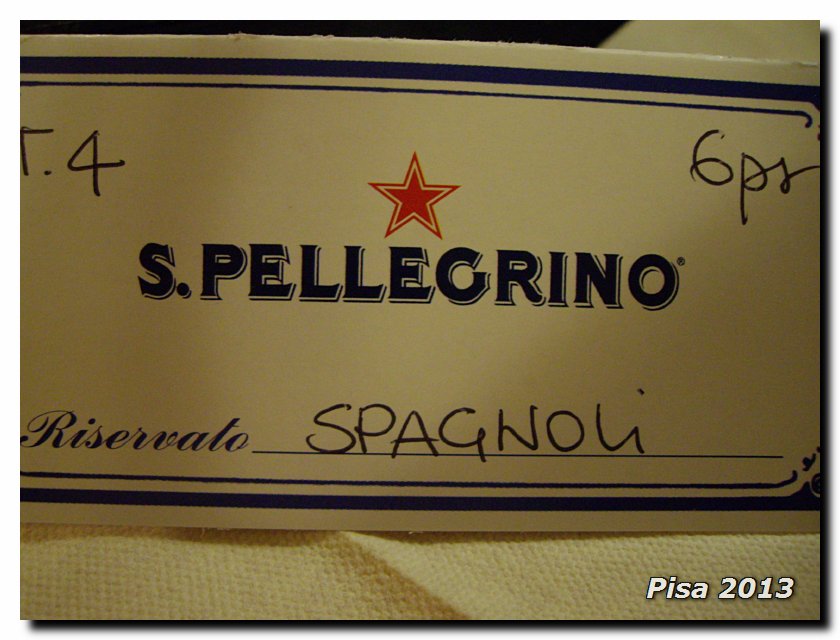 T.4 6ps
S.PELLEGRINO®
Riservato SPAGNOLi
Pisa 2013